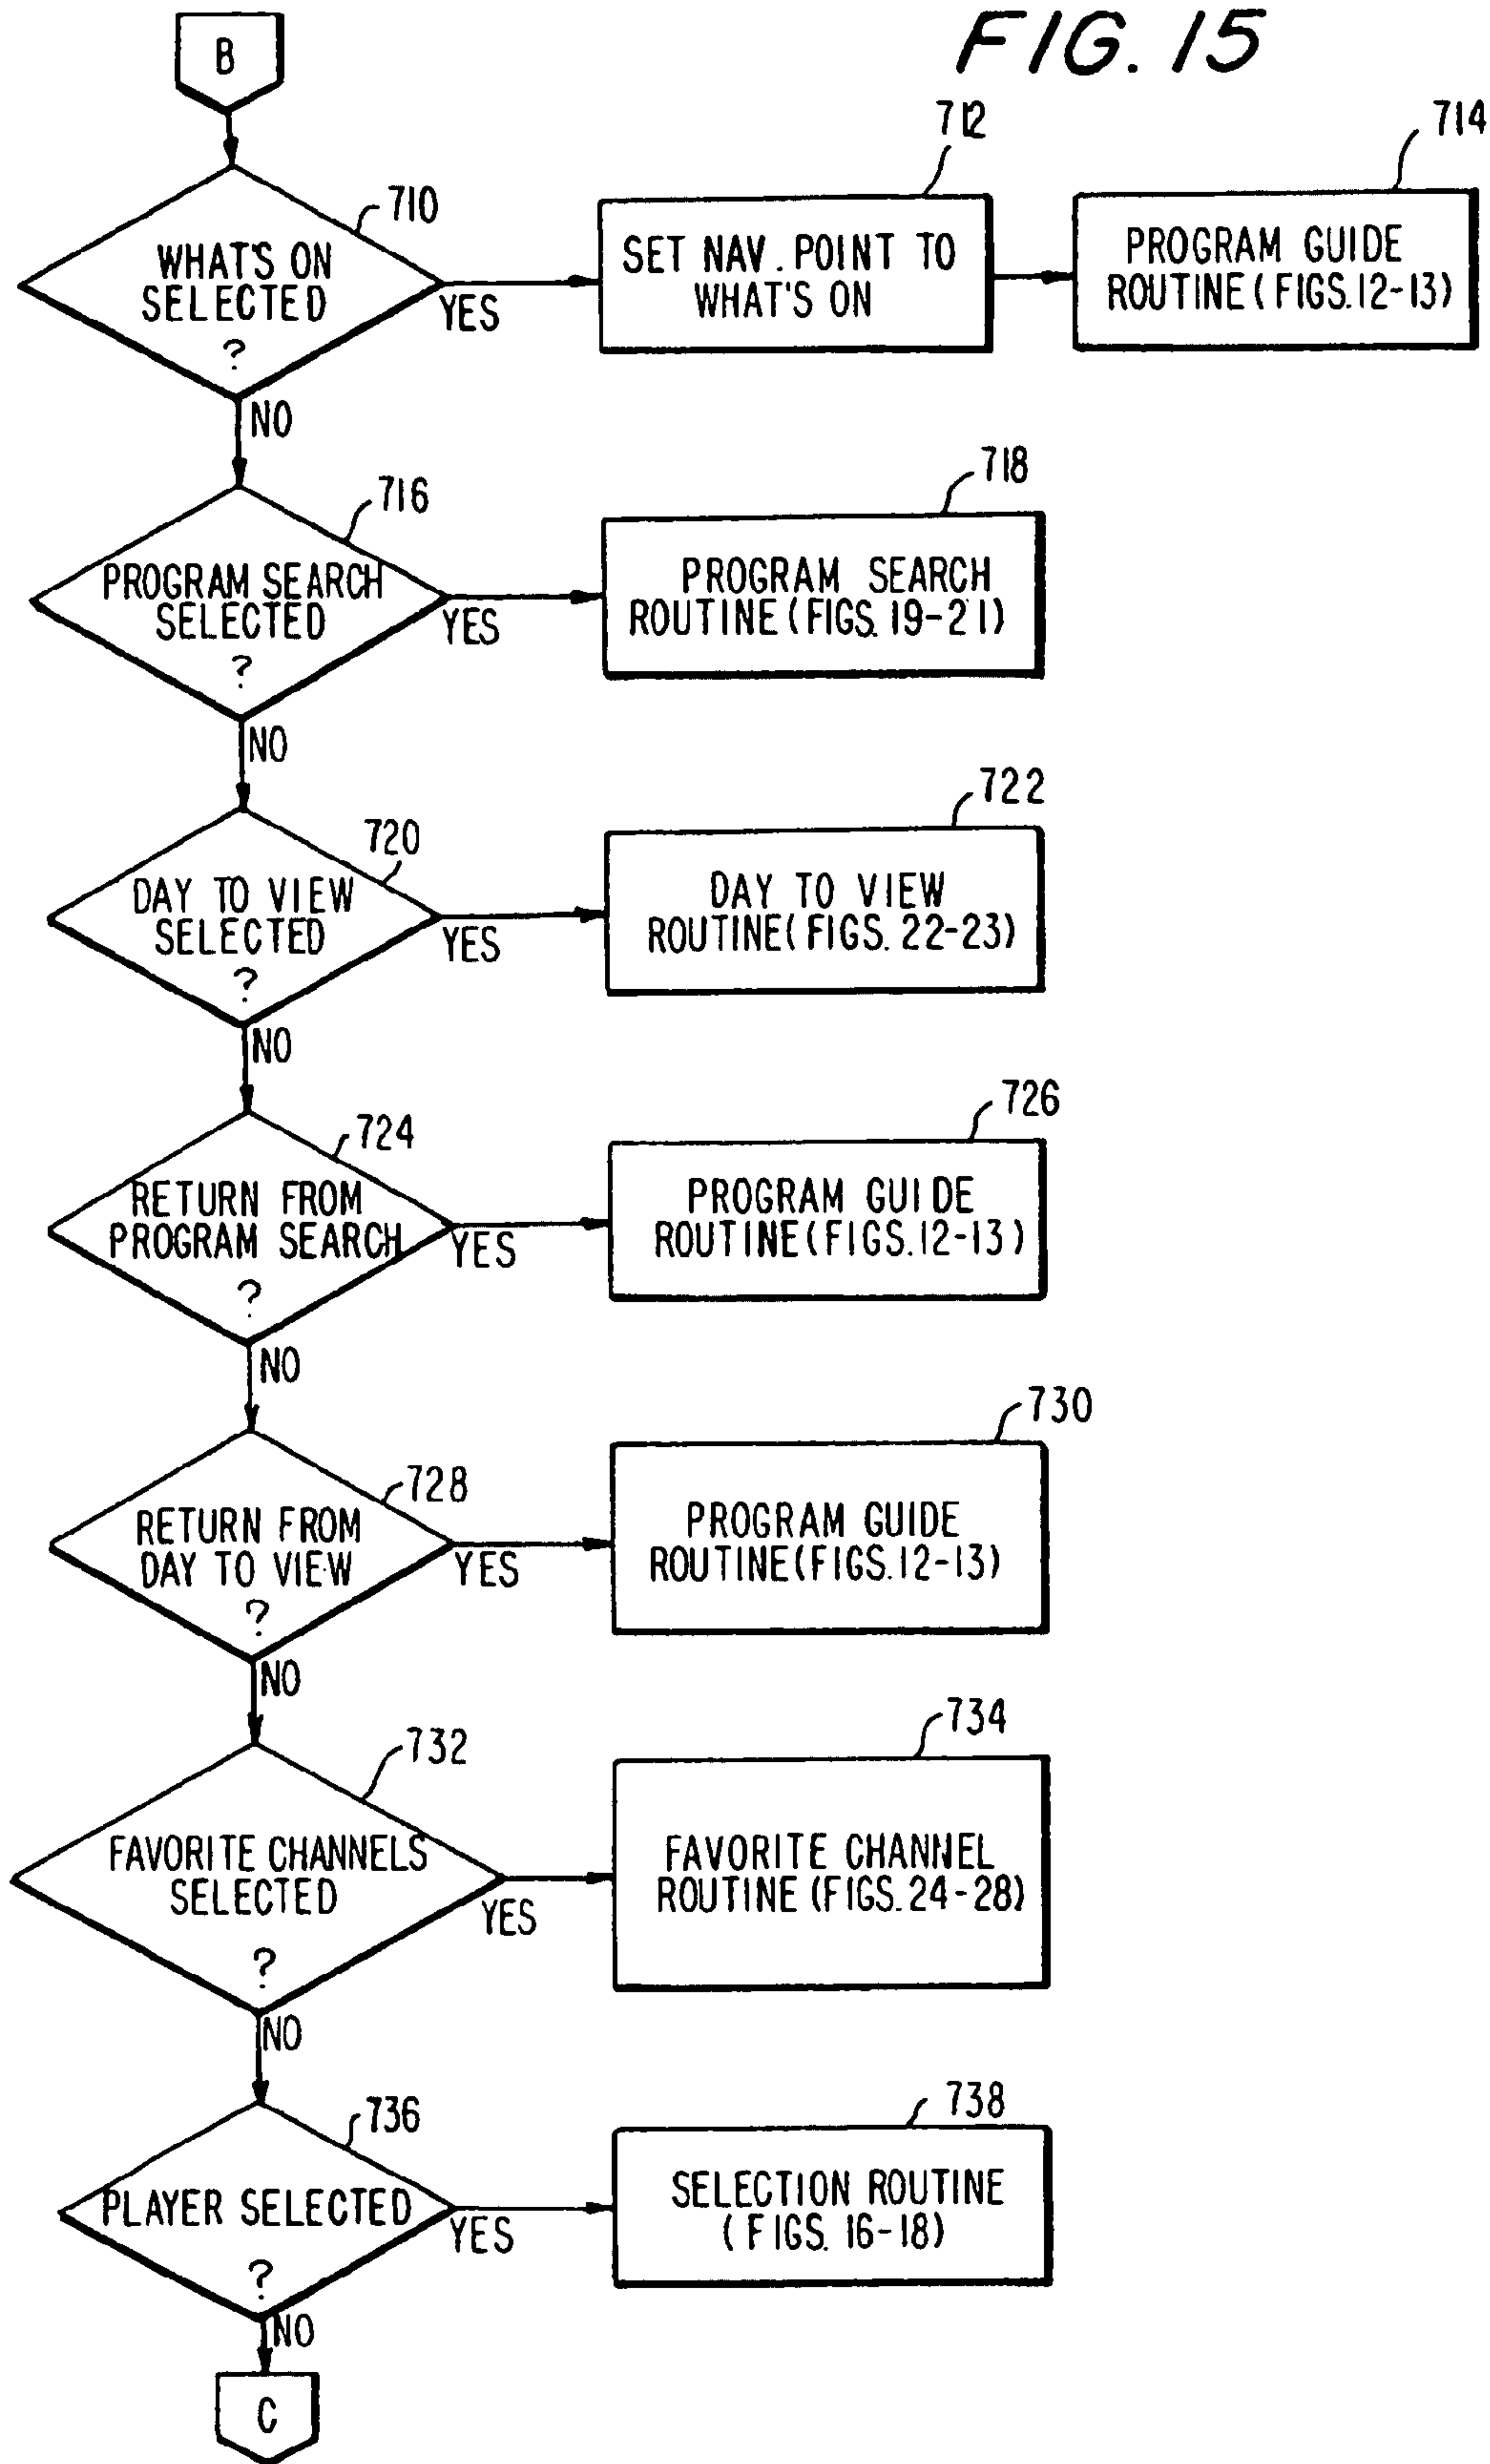 FIG. 15
B
712
714
710
WHAT'S ON
SELECTED
?
YES
SET NAV. POINT TO
WHAT'S ON
PROGRAM GUIDE
ROUTINE (FIGS. 12-13)
NO
716
718
PROGRAM SEARCH
SELECTED
?
YES
PROGRAM SEARCH
ROUTINE (FIGS. 19-21)
NO
720
722
DAY TO VIEW
SELECTED
?
YES
DAY TO VIEW
ROUTINE (FIGS. 22-23)
NO
724
726
RETURN FROM
PROGRAM SEARCH
?
YES
PROGRAM GUIDE
ROUTINE (FIGS. 12-13)
NO
728
730
RETURN FROM
DAY TO VIEW
?
YES
PROGRAM GUIDE
ROUTINE (FIGS. 12-13)
NO
732
734
FAVORITE CHANNELS
SELECTED
?
YES
FAVORITE CHANNEL
ROUTINE (FIGS. 24-28)
NO
736
738
PLAYER SELECTED
?
YES
SELECTION ROUTINE
(FIGS. 16-18)
NO
C